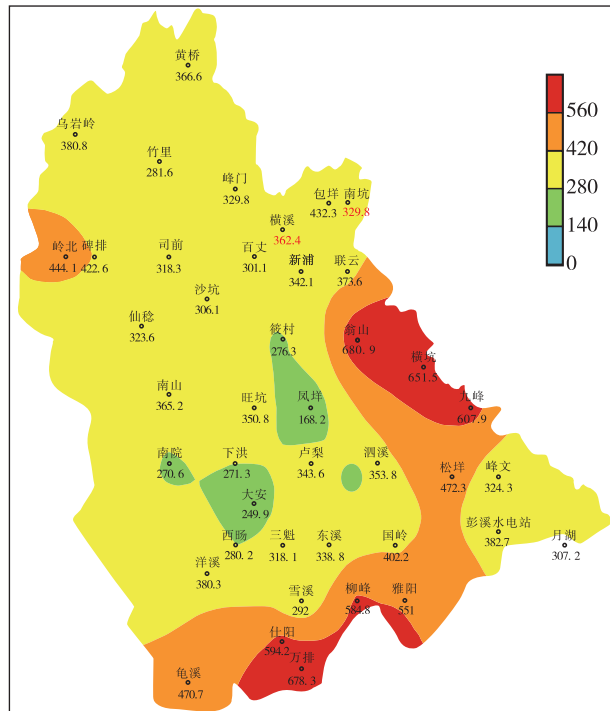 黄桥
366.6
乌岩岭
380.8
竹里
281.6
峰门
329.8
包垟
432.3
南坑
329.8
横溪
362.4
岭北
444.1
碑排
422.6
司前
318.3
百丈
301.1
新浦
342.1
联云
373.6
沙坑
306.1
仙稔
323.6
筱村
276.3
翁山
680.9
横坑
651.5
南山
365.2
旺坑
350.8
凤垟
168.2
九峰
607.9
南院
270.6
下洪
271.3
卢梨
343.6
泗溪
353.8
松垟
472.3
峰文
324.3
大安
249.9
西旸
280.2
三魁
318.1
东溪
338.8
国岭
402.2
彭溪水电站
382.7
月湖
307.2
洋溪
380.3
雪溪
292
柳峰
584.8
雅阳
551
仕阳
594.2
万排
678.3
龟溪
470.7
560
420
280
140
0